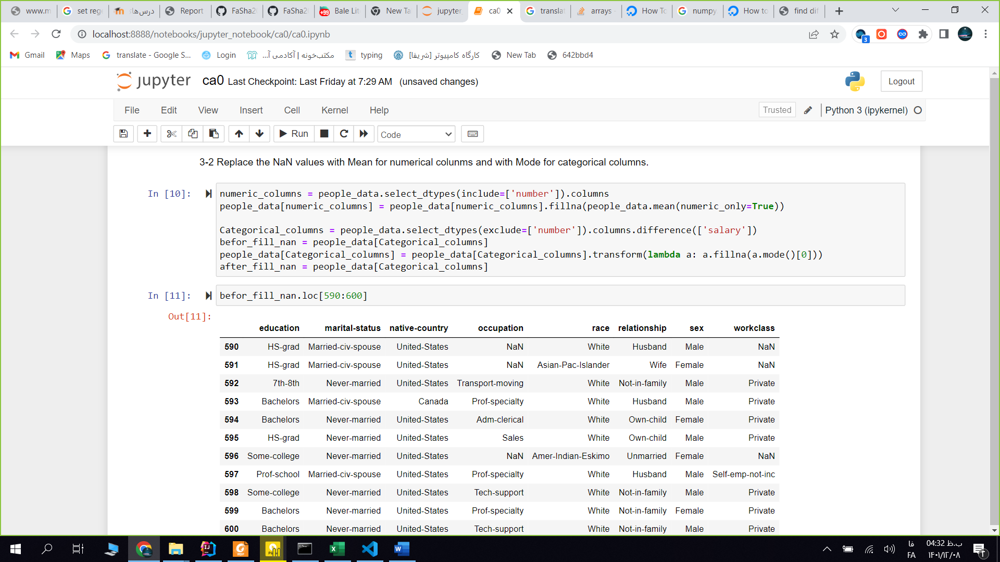 www.m
set rege
درس‌ها
Report
FaSha2
FaSha2
+99
Bale Lit
New Ta
jupyter
ca0
translat
arrays -
How To
numpy
How to
find dif
localhost:8888/notebooks/jupyter_notebook/ca0/ca0.ipynb
3
Gmail
Maps
translate - Google S...
Login
مکتب‌خونه | آکادمی آ...
typing
کارگاه کامپیوتر [شریفا]
New Tab
642bbd4
jupyter ca0 Last Checkpoint: Last Friday at 7:29 AM (unsaved changes)
Logout
File Edit View Insert Cell Kernel Help
Trusted
Python 3 (ipykernel)
Run
Code
3-2 Replace the NaN values with Mean for numerical colunms and with Mode for categorical columns.
In [10]:
numeric_columns = people_data.select_dtypes(include=['number']).columns
people_data[numeric_columns] = people_data[numeric_columns].fillna(people_data.mean(numeric_only=True))
Categorical_columns = people_data.select_dtypes(exclude=['number']).columns.difference(['salary'])
befor_fill_nan = people_data[Categorical_columns]
people_data[Categorical_columns] = people_data[Categorical_columns].transform(lambda a: a.fillna(a.mode()[0]))
after_fill_nan = people_data[Categorical_columns]
In [11]:
befor_fill_nan.loc[590:600]
Out[11]:
education marital-status native-country occupation race relationship sex workclass
590 HS-grad Married-civ-spouse United-States NaN White Husband Male NaN
591 HS-grad Married-civ-spouse United-States NaN Asian-Pac-Islander Wife Female NaN
592 7th-8th Never-married United-States Transport-moving White Not-in-family Male Private
593 Bachelors Married-civ-spouse Canada Prof-specialty White Husband Male Private
594 Bachelors Never-married United-States Adm-clerical White Own-child Female Private
595 HS-grad Never-married United-States Sales White Own-child Male Private
596 Some-college Never-married United-States NaN Amer-Indian-Eskimo Unmarried Female NaN
597 Prof-school Married-civ-spouse United-States Prof-specialty White Husband Male Self-emp-not-inc
598 Some-college Never-married United-States Tech-support White Not-in-family Male Private
599 Bachelors Never-married United-States Prof-specialty White Not-in-family Female Private
600 Bachelors Never-married United-States Tech-support White Not-in-family Male Private
فا
FA
04:32 ب.ظ
۱۴۰۱/۱۲/۰۸
۲